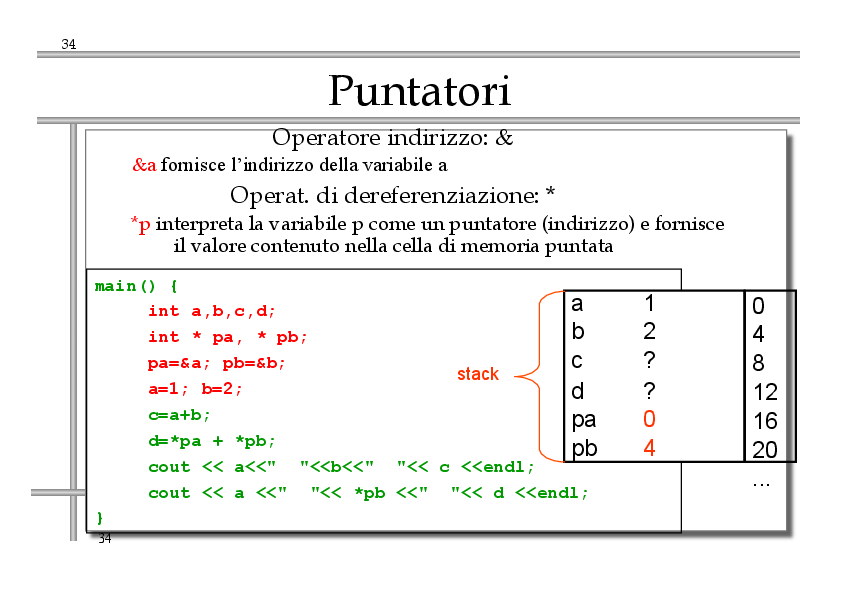 34
Puntatori
Operatore indirizzo: &
&a fornisce l'indirizzo della variabile a
Operat. di dereferenziazione: *
*p interpreta la variabile p come un puntatore (indirizzo) e fornisce
il valore contenuto nella cella di memoria puntata
main() {
int a,b,c,d;
int * pa, * pb;
pa=&a; pb=&b;
a=1; b=2;
c=a+b;
d=*pa + *pb;
cout << a<<" "<<b<<" "<< c <<endl;
cout << a <<" "<< *pb <<" "<< d <<endl;
}
stack
a 1 0
b 2 4
c ? 8
d ? 12
pa 0 16
pb 4 20
...
34